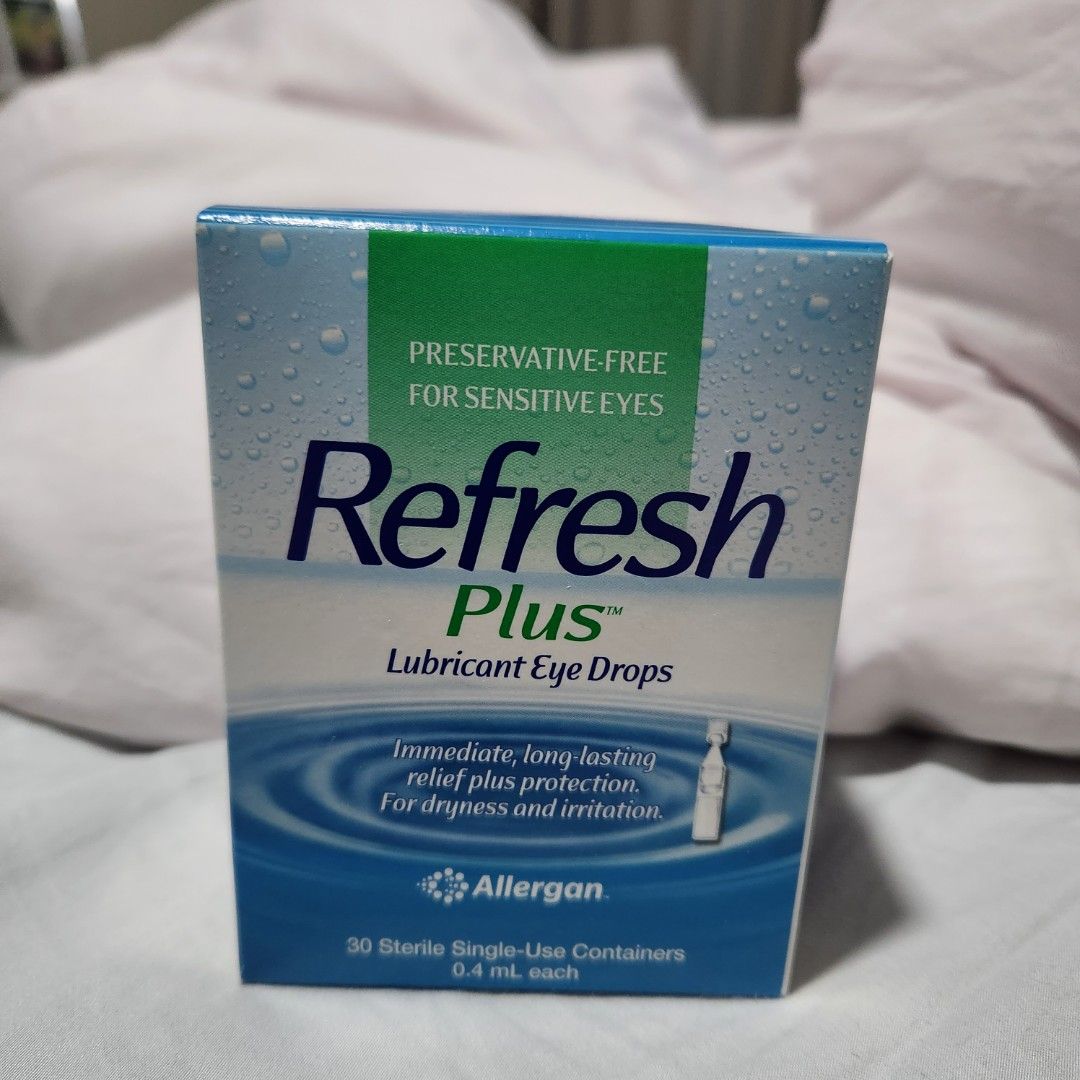 PRESERVATIVE-FREE
FOR SENSITIVE EYES
Refresh
Plus™
Lubricant Eye Drops
Immediate, long-lasting
relief plus protection.
For dryness and irritation.
Allergan™
30 Sterile Single-Use Containers
0.4 mL each